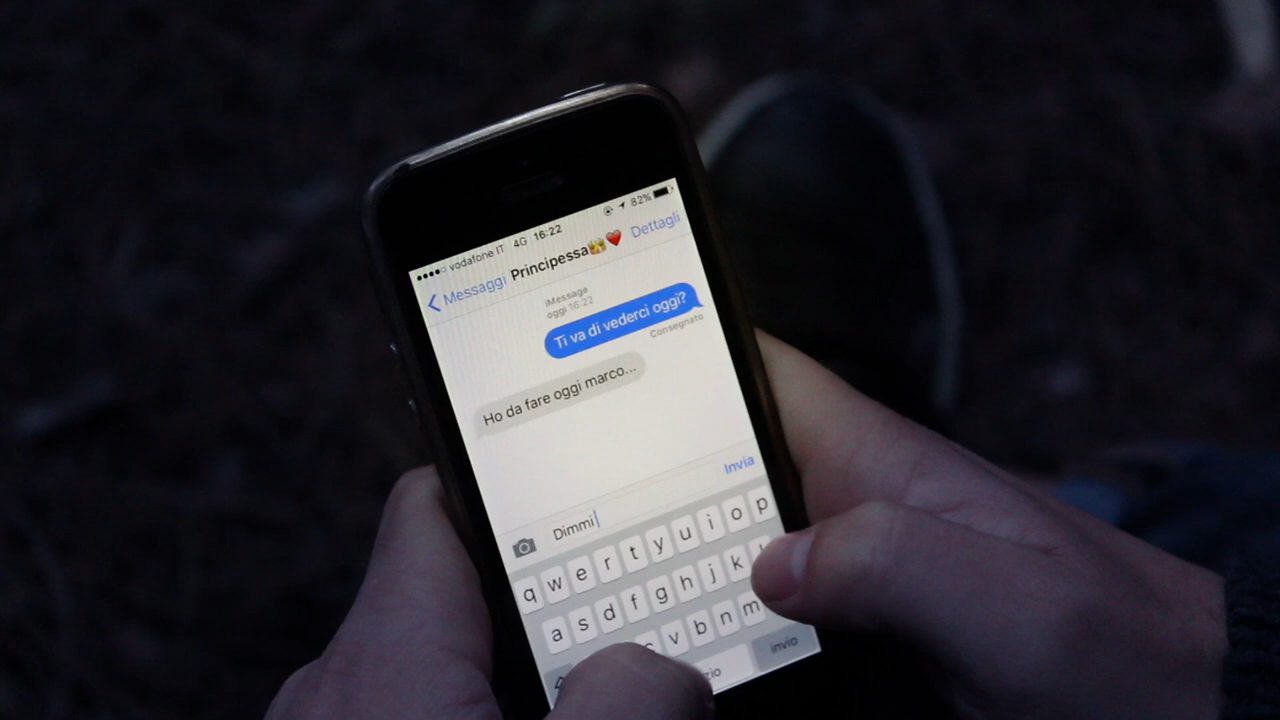 vodafone IT 4G 16:22 82%
Messaggi Principessa👸❤️ Dettagli
iMessage
oggi 16:22
Ti va di vederci oggi?
Consegnato
Ho da fare oggi marco...
Invia
Dimmi
q w e r t y u i o p
a s d f g h j k
c v b n m
invio